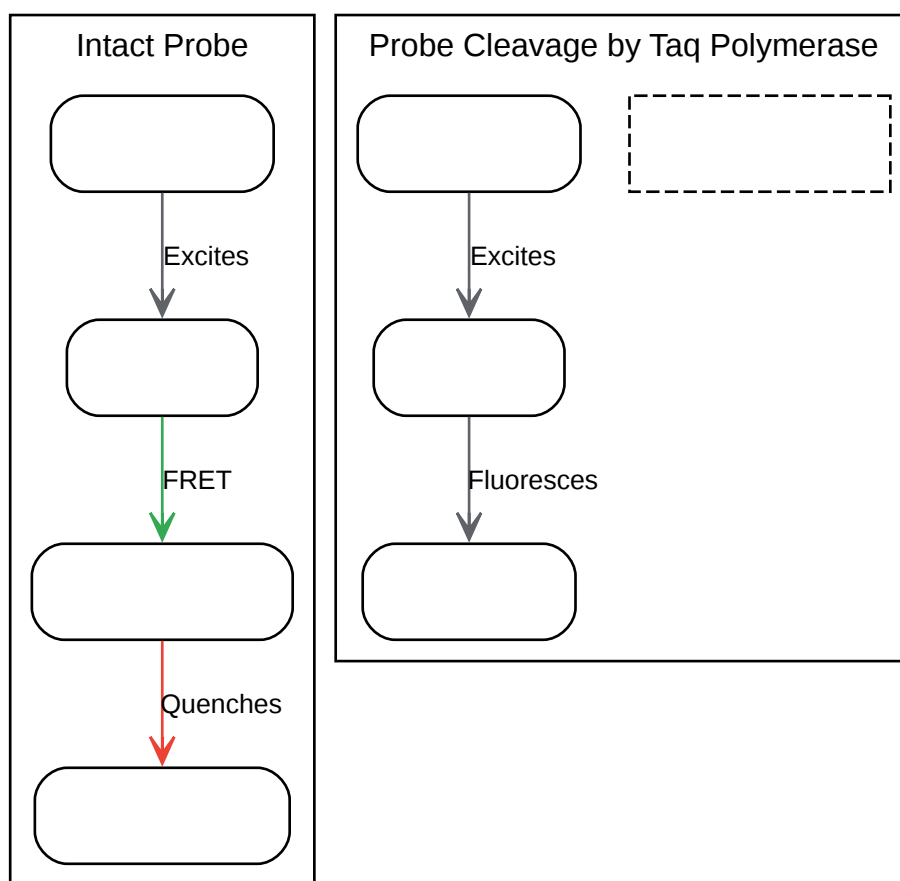 Intact Probe
Excites
FRET
Quenches
Probe Cleavage by Taq Polymerase
Excites
Fluoresces